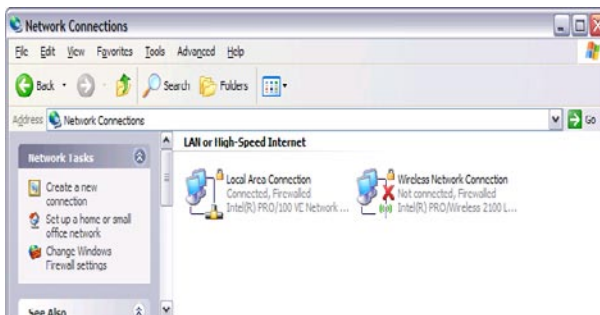 Network Connections
File Edit View Favorites Tools Advanced Help
Back Search Folders
Address Network Connections Go
Network Tasks
Create a new connection
Set up a home or small office network
Change Windows Firewall settings
See Also
LAN or High-Speed Internet
Local Area Connection
Connected, Firewalled
Intel(R) PRO/100 VE Network ...
Wireless Network Connection
Not connected, Firewalled
Intel(R) PRO/Wireless 2100 L...